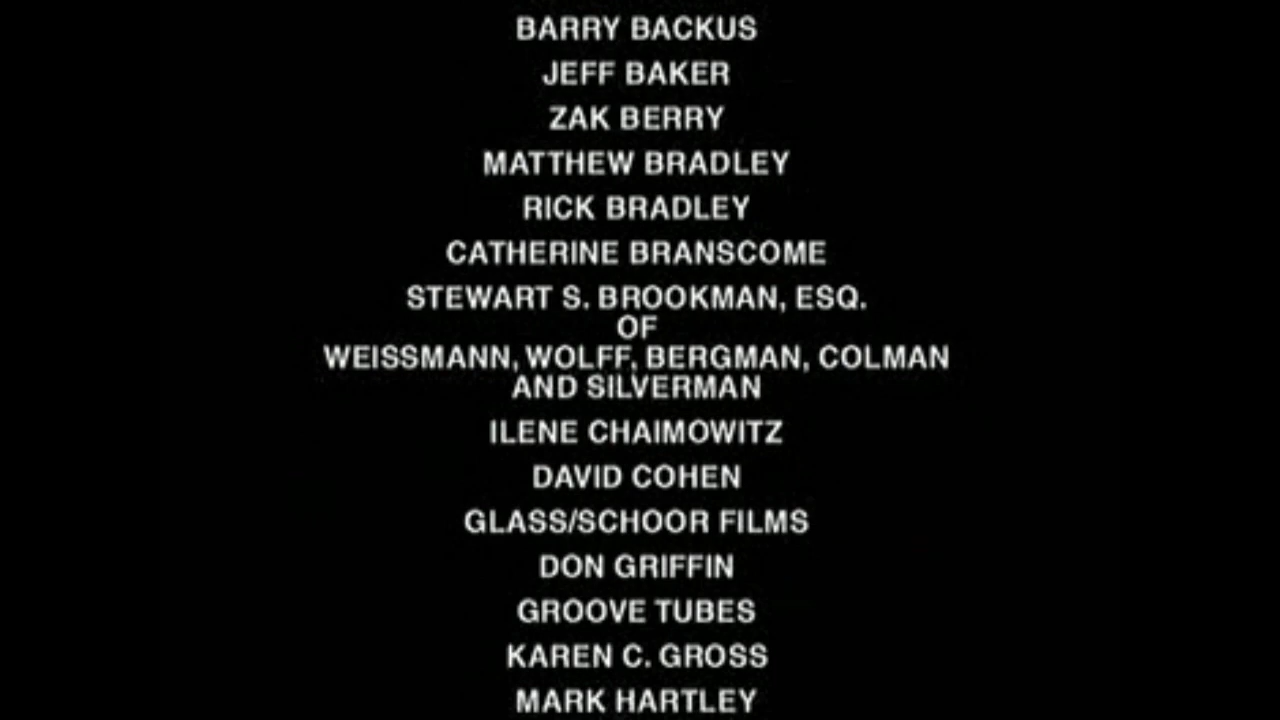 BARRY BACKUS
JEFF BAKER
ZAK BERRY
MATTHEW BRADLEY
RICK BRADLEY
CATHERINE BRANSCOME
STEWART S. BROOKMAN, ESQ.
OF
WEISSMANN, WOLFF, BERGMAN, COLMAN
AND SILVERMAN
ILENE CHAIMOWITZ
DAVID COHEN
GLASS/SCHOOR FILMS
DON GRIFFIN
GROOVE TUBES
KAREN C. GROSS
MARK HARTLEY